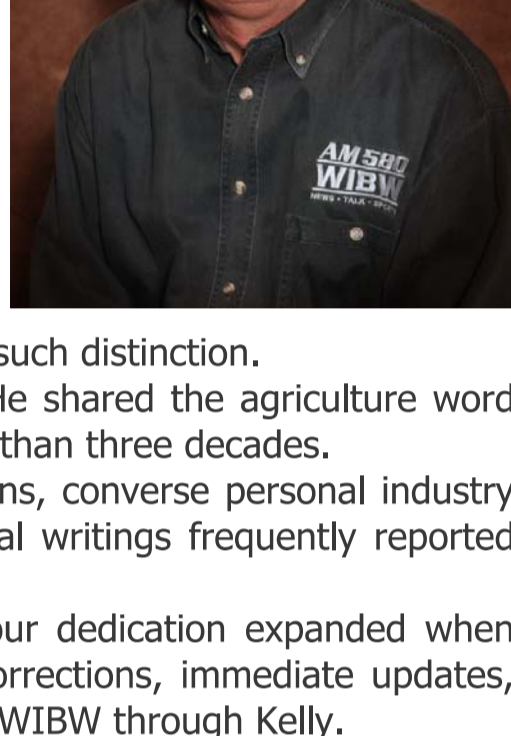 AM 580
WIBW
NEWS • TALK • SPORTS
such distinction.
He shared the agriculture word
than three decades.
ns, converse personal industry
al writings frequently reported
our dedication expanded when
orrections, immediate updates,
WIBW through Kelly.